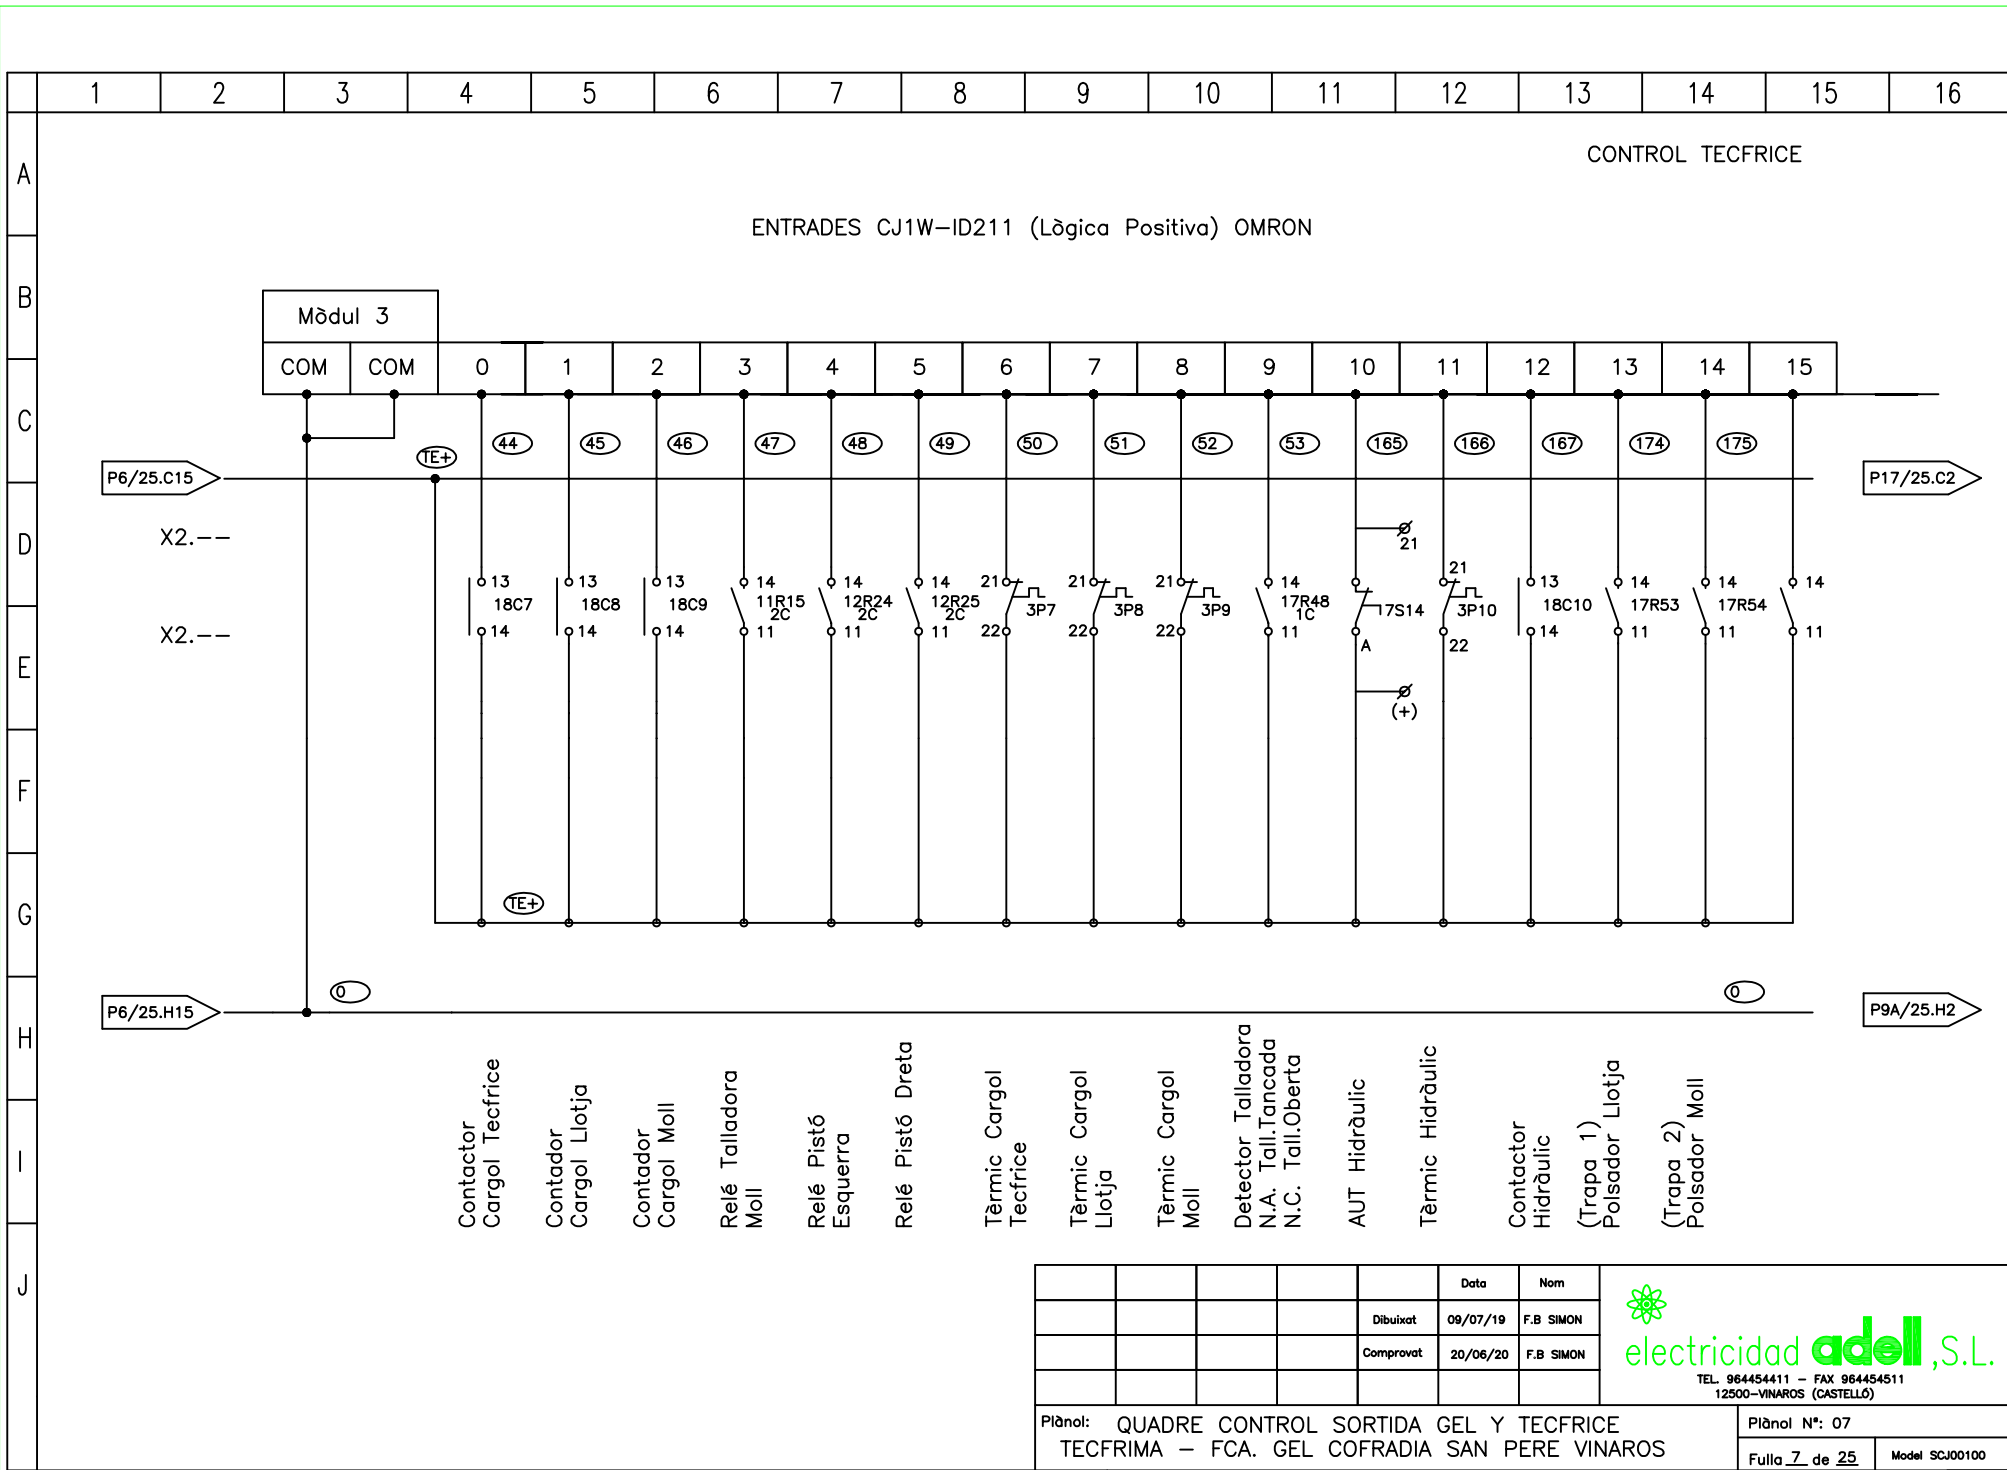 1 2 3 4 5 6 7 8 9 10 11 12 13 14 15 16
A
B
C
D
E
F
G
H
I
J
CONTROL TECFRICE
ENTRADES CJ1W-ID211 (Lògica Positiva) OMRON
Mòdul 3
COM COM 0 1 2 3 4 5 6 7 8 9 10 11 12 13 14 15
44 45 46 47 48 49 50 51 52 53 165 166 167 174 175
TE+
P6/25.C15
P17/25.C2
X2.--
21
13 13 13 14 14 14 21 21 21 14 21 13 14 14 14
18C7 18C8 18C9 11R15 12R24 12R25 3P7 3P8 3P9 17R48 7S14 3P10 18C10 17R53 17R54
2C 2C 2C 1C
X2.--
14 14 14 11 11 11 22 22 22 11 A 22 14 11 11 11
(+)
TE+
0
0
P6/25.H15
P9A/25.H2
Contactor
Cargol Tecfrice
Contador
Cargol Llotja
Contador
Cargol Moll
Relé Talladora
Moll
Relé Pistó
Esquerra
Relé Pistó Dreta
Tèrmic Cargol
Tecfrice
Tèrmic Cargol
Llotja
Tèrmic Cargol
Moll
Detector Talladora
N.A. Tall.Tancada
N.C. Tall.Oberta
AUT Hidràulic
Tèrmic Hidràulic
Contactor
Hidràulic
(Trapa 1)
Polsador Llotja
(Trapa 2)
Polsador Moll
Data Nom
Dibuixat 09/07/19 F.B SIMON
Comprovat 20/06/20 F.B SIMON
electricidad adell ,S.L.
TEL. 964454411 - FAX 964454511
12500-VINAROS (CASTELLÓ)
Plànol: QUADRE CONTROL SORTIDA GEL Y TECFRICE
TECFRIMA - FCA. GEL COFRADIA SAN PERE VINAROS
Plànol Nº: 07
Fulla 7 de 25
Model SCJ00100